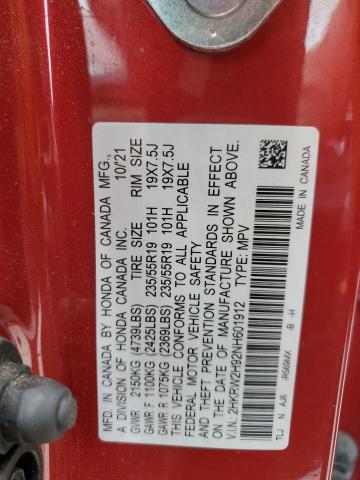 MFD. IN CANADA BY HONDA OF CANADA MFG.,
A DIVISION OF HONDA CANADA INC. 10/21
GVWR 2150KG (4739LBS) TIRE SIZE RIM SIZE
GAWR F 1100KG (2425LBS) 235/55R19 101H 19X7.5J
GAWR R 1075KG (2369LBS) 235/55R19 101H 19X7.5J
THIS VEHICLE CONFORMS TO ALL APPLICABLE
FEDERAL MOTOR VEHICLE SAFETY
AND THEFT PREVENTION STANDARDS IN EFFECT
ON THE DATE OF MANUFACTURE SHOWN ABOVE.
V.I.N.: 2HKRW2H92NH601912 TYPE: MPV
TLJ N AJ6 R569MX -B -H
MADE IN CANADA